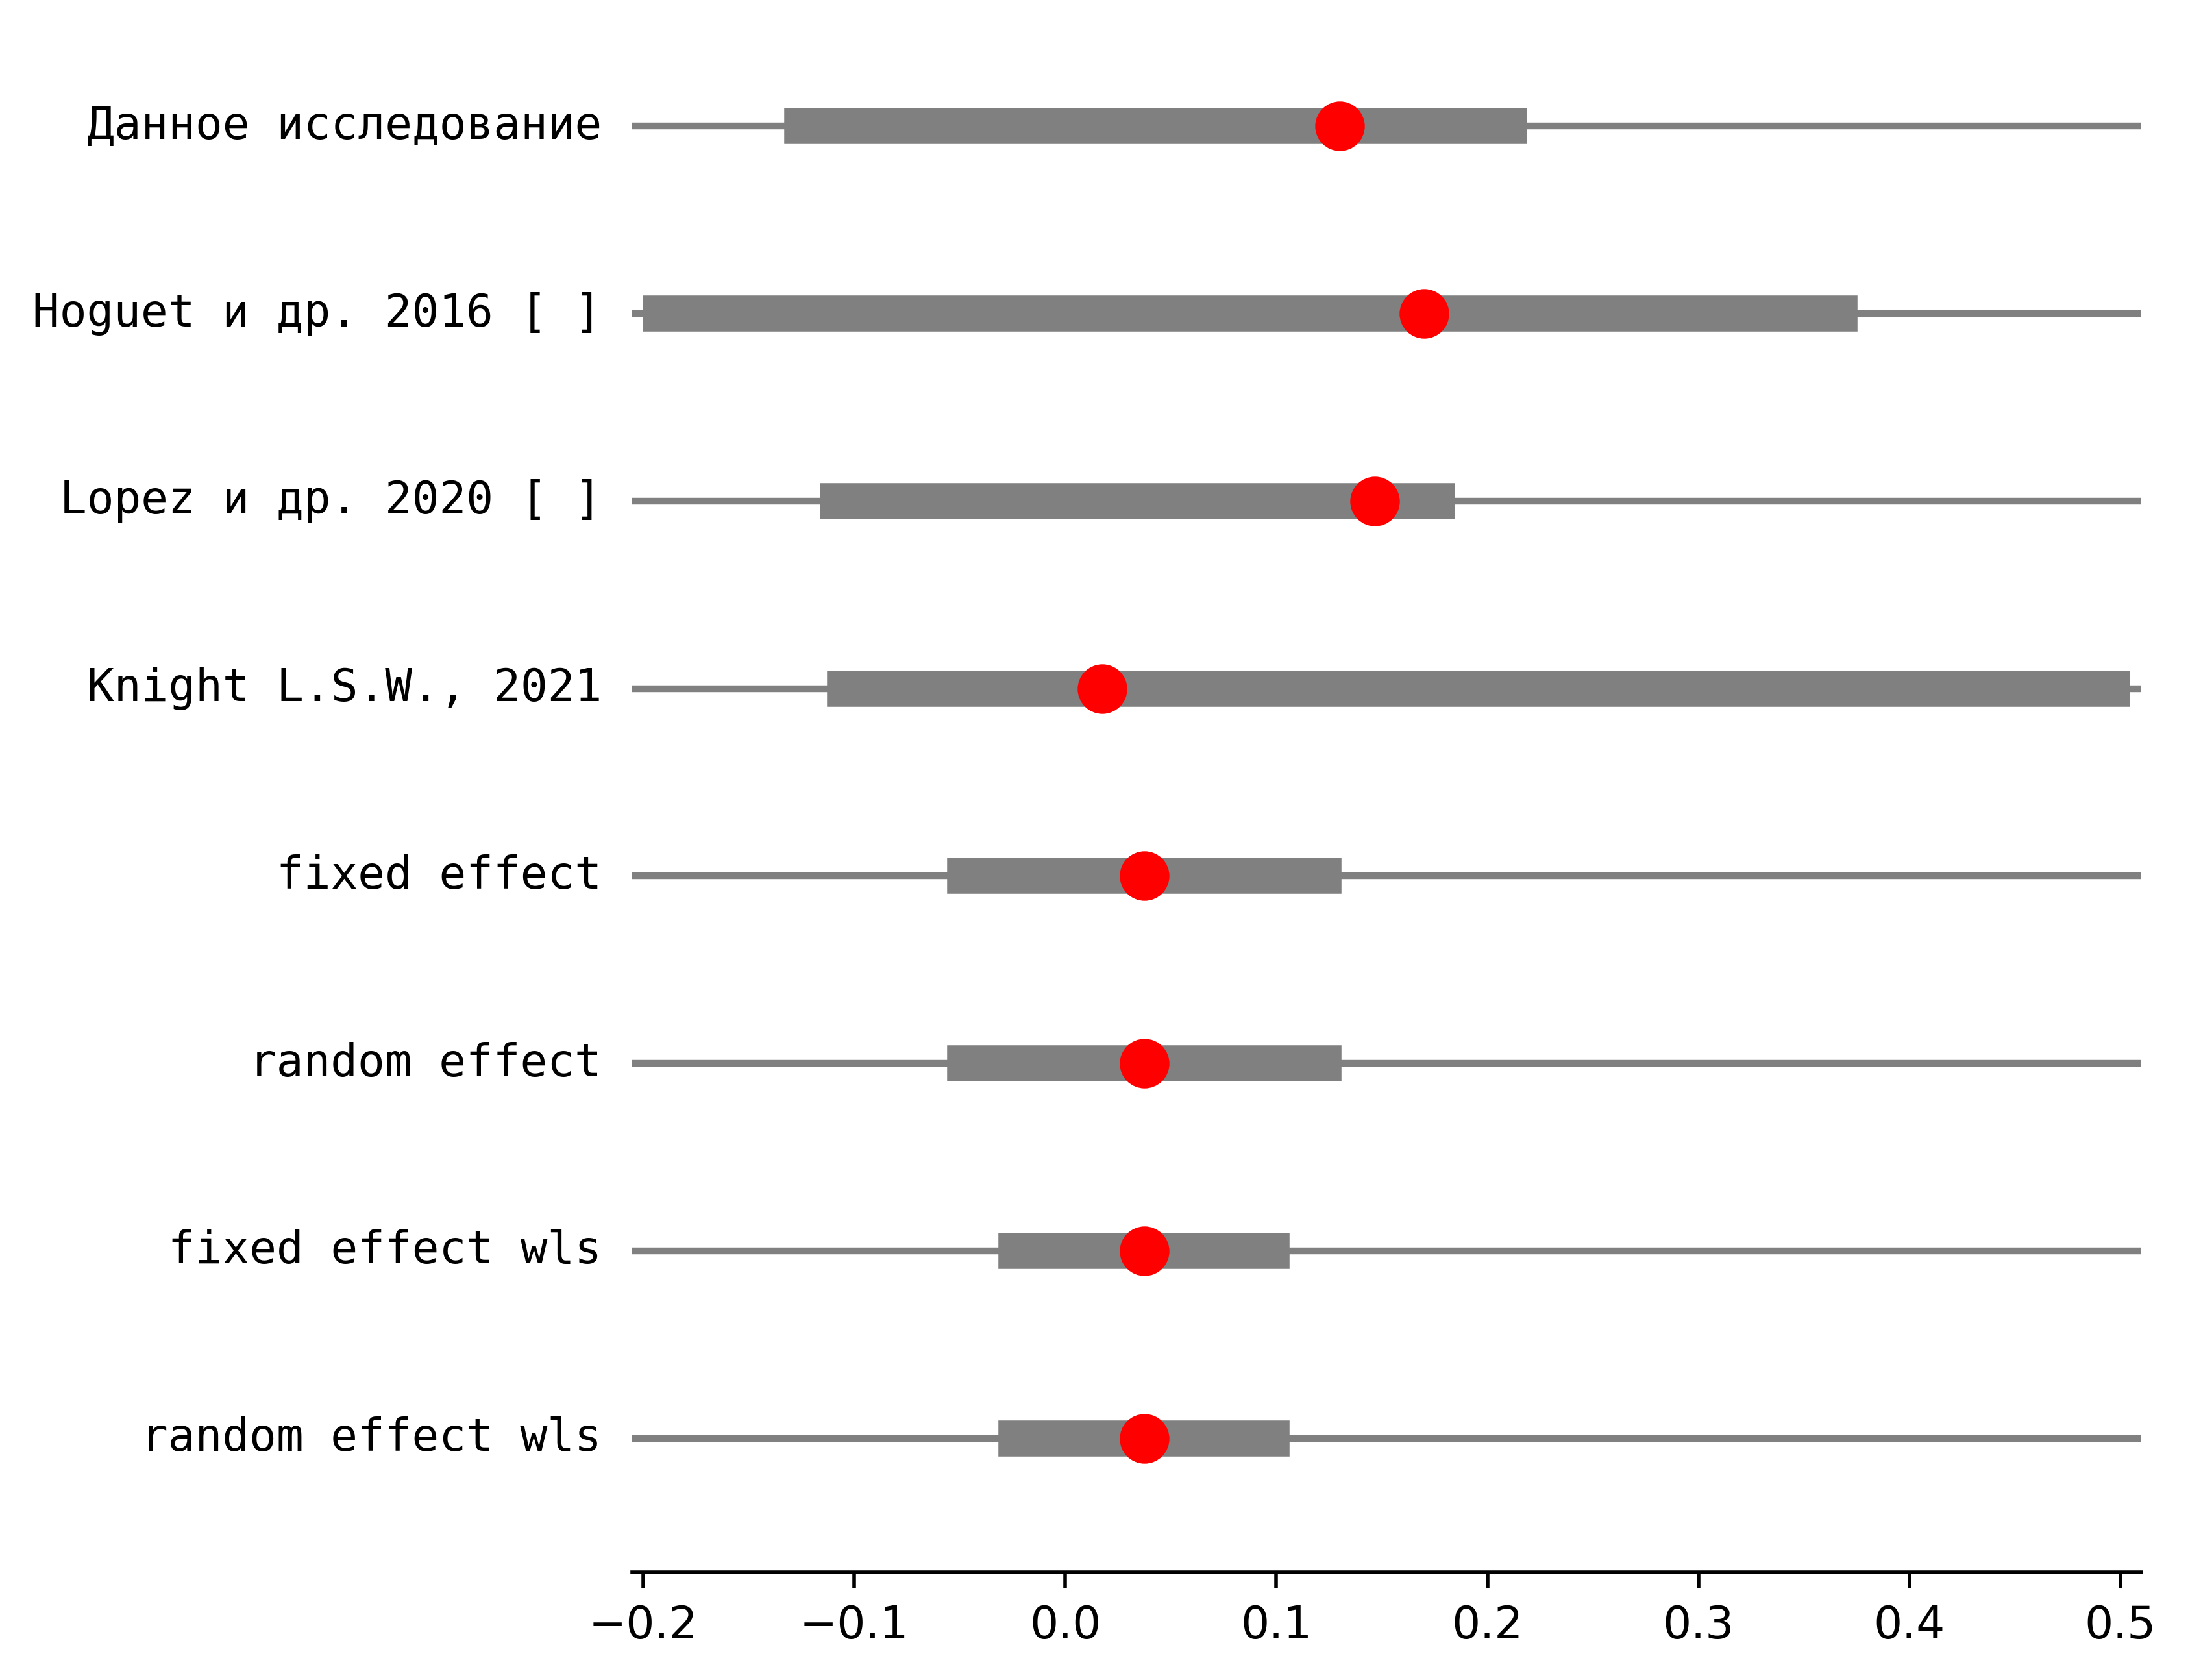 Данное исследование
Hoguet и др. 2016 [ ]
Lopez и др. 2020 [ ]
Knight L.S.W., 2021
fixed effect
random effect
fixed effect wls
random effect wls
−0.2 −0.1 0.0 0.1 0.2 0.3 0.4 0.5